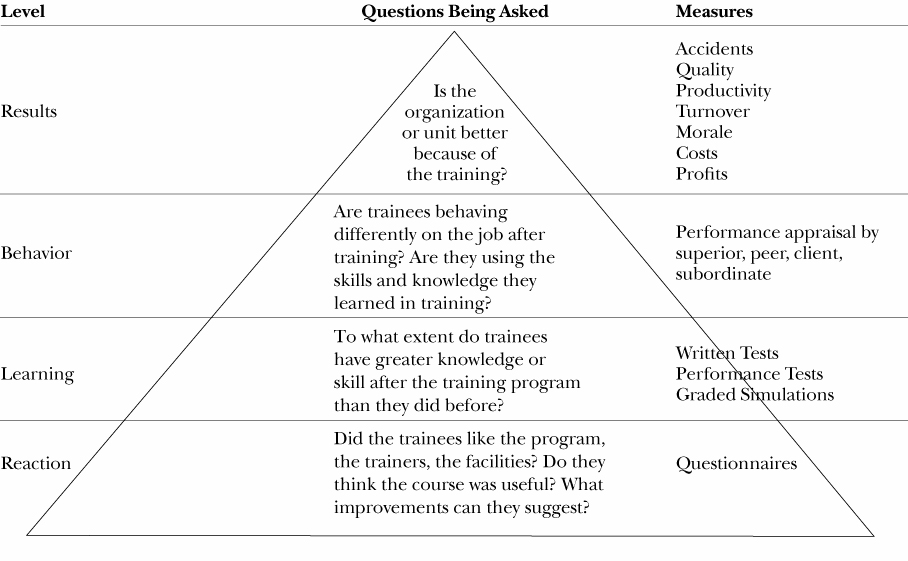 Level Questions Being Asked Measures
Results
Is the
organization
or unit better
because of
the training?
Accidents
Quality
Productivity
Turnover
Morale
Costs
Profits
Behavior
Are trainees behaving
differently on the job after
training? Are they using the
skills and knowledge they
learned in training?
Performance appraisal by
superior, peer, client,
subordinate
Learning
To what extent do trainees
have greater knowledge or
skill after the training program
than they did before?
Written Tests
Performance Tests
Graded Simulations
Reaction
Did the trainees like the program,
the trainers, the facilities? Do they
think the course was useful? What
improvements can they suggest?
Questionnaires